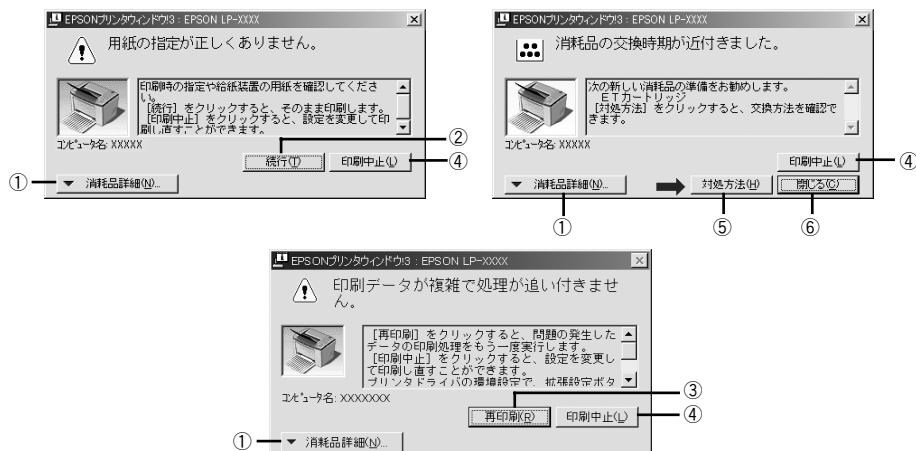 EPSONプリンタウィンドウ!3 : EPSON LP-XXXX
用紙の指定が正しくありません。
印刷時の指定や給紙装置の用紙を確認してくださ
い。
［続行］をクリックすると、そのまま印刷します。
［印刷中止］をクリックすると、設定を変更して印
刷し直すことができます。
コンピュータ名: XXXXX
②
続行(T)
印刷中止(L)
④
①
▼ 消耗品詳細(N)...
EPSONプリンタウィンドウ!3 : EPSON LP-XXXX
消耗品の交換時期が近付きました。
次の新しい消耗品の準備をお勧めします。
ETカートリッジ
［対処方法］をクリックすると、交換方法を確認で
きます。
コンピュータ名: XXXXX
印刷中止(L)
④
▼ 消耗品詳細(N)...
対処方法(H)
閉じる(C)
①
⑤
⑥
EPSONプリンタウィンドウ!3 : EPSON LP-XXXX
印刷データが複雑で処理が追い付きませ
ん。
［再印刷］をクリックすると、問題の発生した
データの印刷処理をもう一度実行します。
［印刷中止］をクリックすると、設定を変更し
て印刷し直すことができます。
プリンタドライバの環境設定で、拡張設定ボタ
コンピュータ名: XXXXXXX
③
再印刷(R)
印刷中止(L)
④
①
▼ 消耗品詳細(N)...